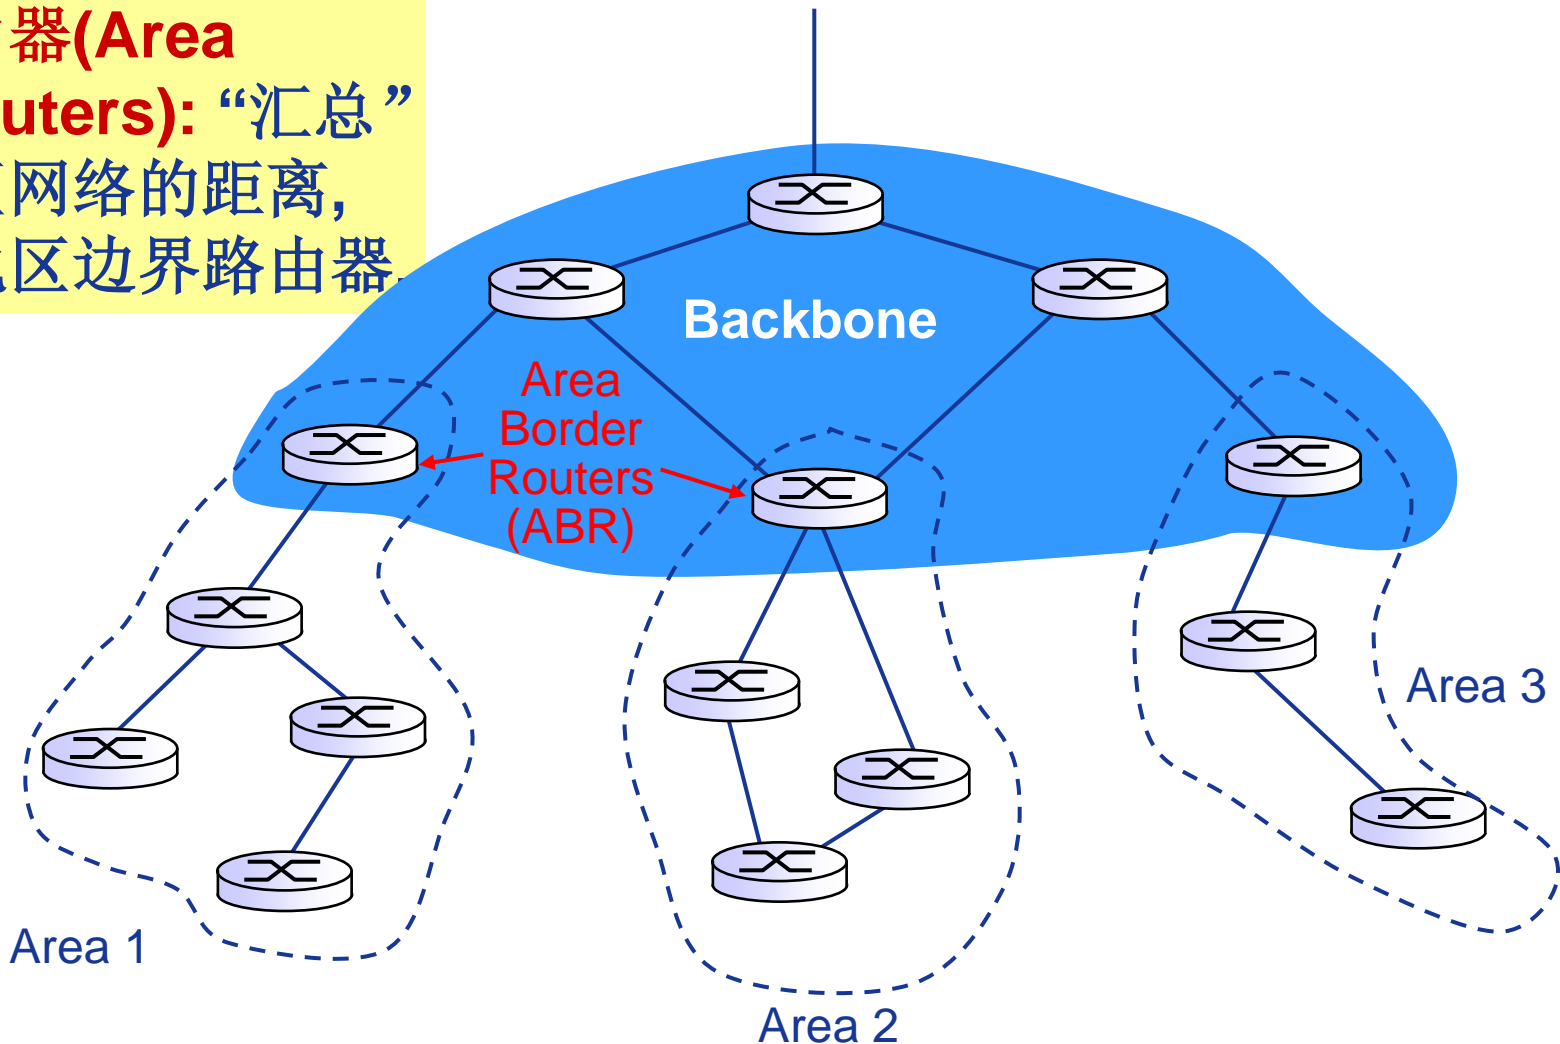 器(Area
uters): “汇总”
网络的距离,
区边界路由器.
Backbone
Area
Border
Routers
(ABR)
Area 3
Area 1
Area 2